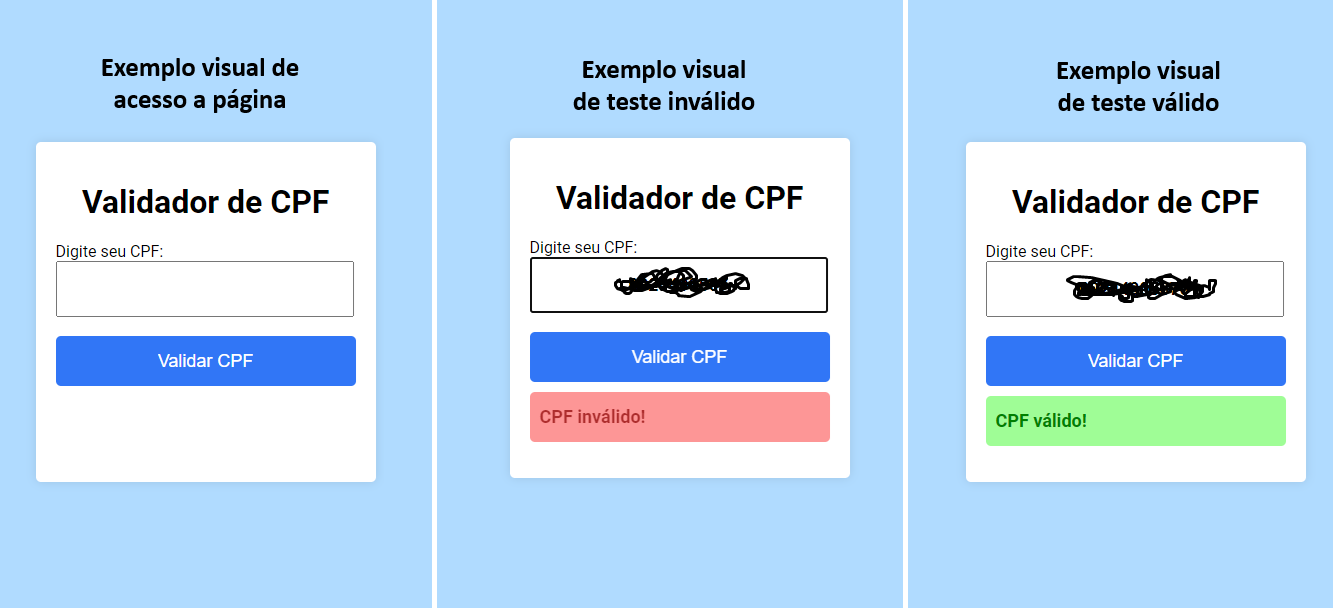 Exemplo visual de
acesso a página
Validador de CPF
Digite seu CPF:
Validar CPF
Exemplo visual
de teste inválido
Validador de CPF
Digite seu CPF:
Validar CPF
CPF inválido!
Exemplo visual
de teste válido
Validador de CPF
Digite seu CPF:
Validar CPF
CPF válido!